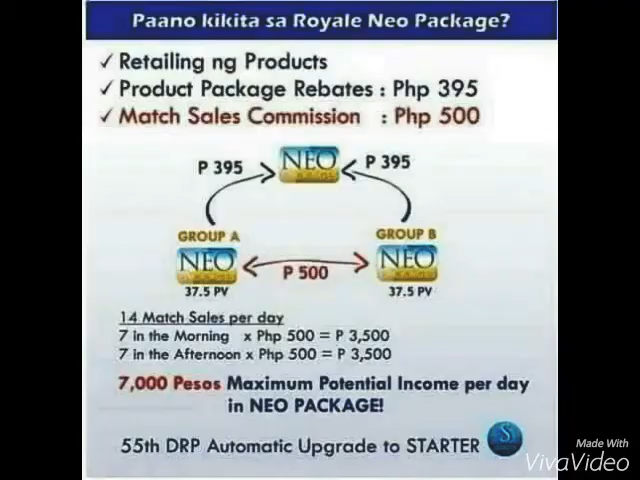 Paano kikita sa Royale Neo Package?
✓ Retailing ng Products
✓ Product Package Rebates : Php 395
✓ Match Sales Commission : Php 500
P 395
NEO
P 395
GROUP A
GROUP B
NEO
P 500
NEO
37.5 PV
37.5 PV
14 Match Sales per day
7 in the Morning x Php 500 = P 3,500
7 in the Afternoon x Php 500 = P 3,500
7,000 Pesos Maximum Potential Income per day
in NEO PACKAGE!
55th DRP Automatic Upgrade to STARTER
S
Made With
VivaVideo